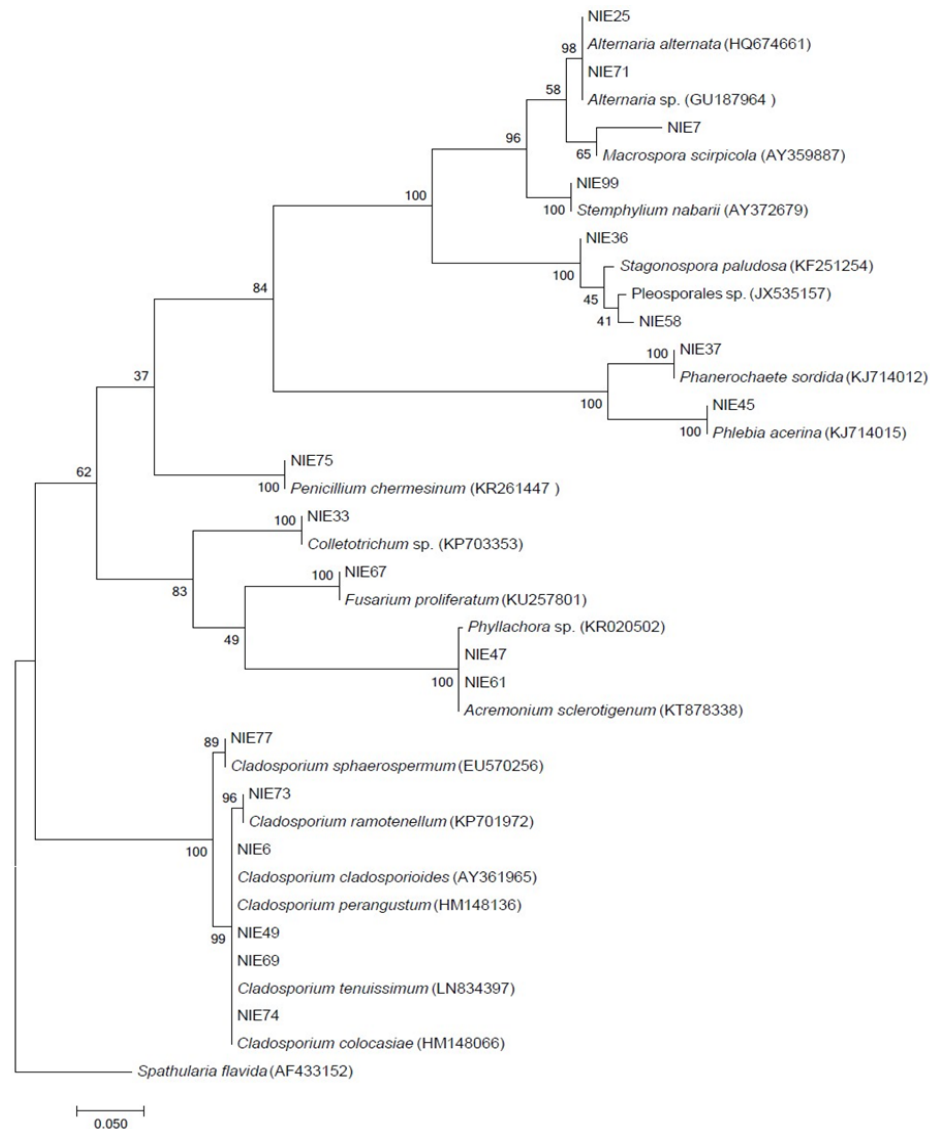 NIE25
98
Alternaria alternata (HQ674661)
NIE71
58
Alternaria sp. (GU187964 )
NIE7
96
65
Macrospora scirpicola (AY359887)
NIE99
100
100
Stemphylium nabarii (AY372679)
NIE36
100
Stagonospora paludosa (KF251254)
84
45
Pleosporales sp. (JX535157)
41
NIE58
100
NIE37
37
Phanerochaete sordida (KJ714012)
100
NIE45
100
Phlebia acerina (KJ714015)
NIE75
62
100
Penicillium chermesinum (KR261447 )
100
NIE33
Colletotrichum sp. (KP703353)
100
NIE67
83
Fusarium proliferatum (KU257801)
Phyllachora sp. (KR020502)
49
NIE47
100
NIE61
Acremonium sclerotigenum (KT878338)
89
NIE77
Cladosporium sphaerospermum (EU570256)
96
NIE73
Cladosporium ramotenellum (KP701972)
100
NIE6
Cladosporium cladosporioides (AY361965)
Cladosporium perangustum (HM148136)
99
NIE49
NIE69
Cladosporium tenuissimum (LN834397)
NIE74
Cladosporium colocasiae (HM148066)
Spathularia flavida (AF433152)
0.050